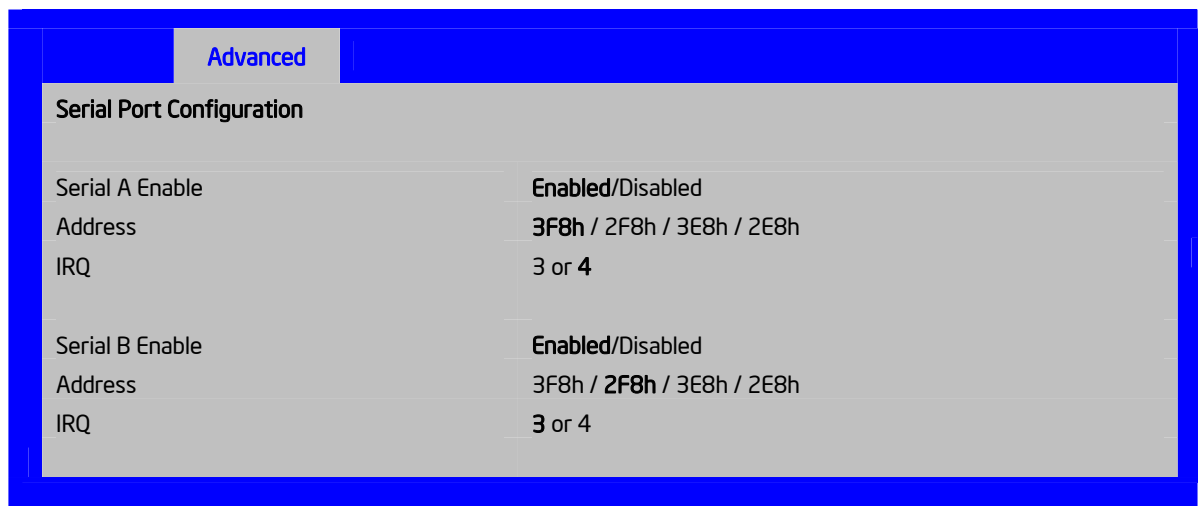 Advanced
Serial Port Configuration
Serial A Enable Enabled/Disabled
Address 3F8h / 2F8h / 3E8h / 2E8h
IRQ 3 or 4
Serial B Enable Enabled/Disabled
Address 3F8h / 2F8h / 3E8h / 2E8h
IRQ 3 or 4